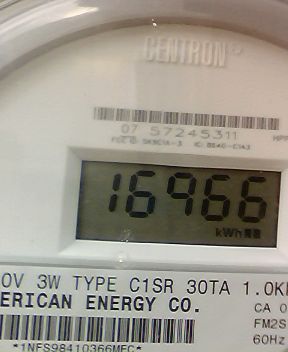 CENTRON®
07 57245311
16966
kWh
0V 3W TYPE C1SR 30TA 1.0K
ERICAN ENERGY CO.
CA 0
FM2S
60Hz
*1NFS98410366MEC*